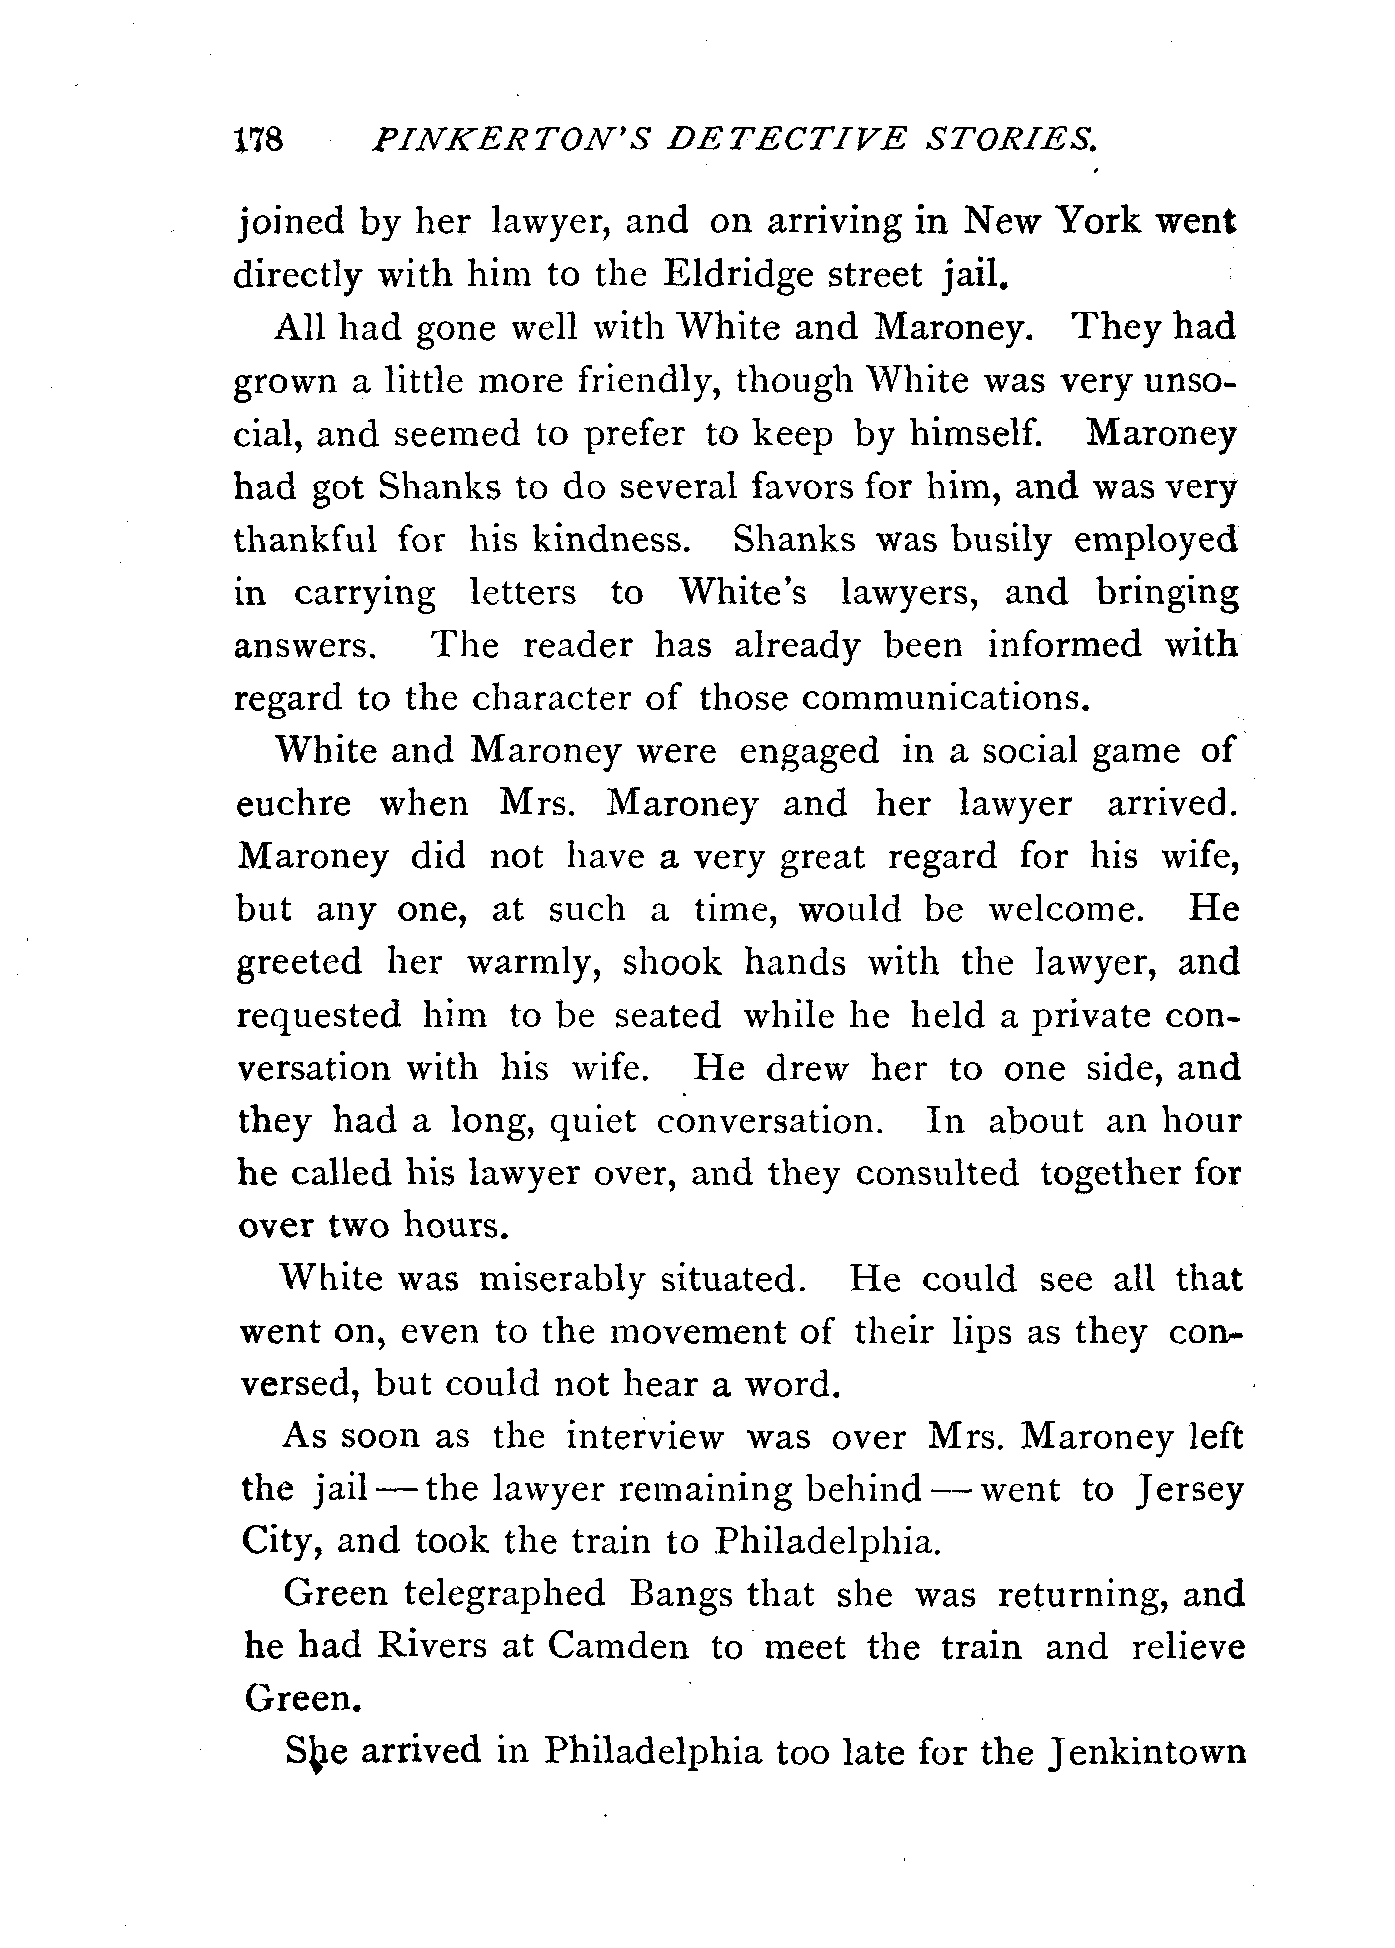 178 PINKERTON'S DETECTIVE STORIES.
joined by her lawyer, and on arriving in New York went
directly with him to the Eldridge street jail.
All had gone well with White and Maroney. They had
grown a little more friendly, though White was very unso-
cial, and seemed to prefer to keep by himself. Maroney
had got Shanks to do several favors for him, and was very
thankful for his kindness. Shanks was busily employed
in carrying letters to White's lawyers, and bringing
answers. The reader has already been informed with
regard to the character of those communications.
White and Maroney were engaged in a social game of
euchre when Mrs. Maroney and her lawyer arrived.
Maroney did not have a very great regard for his wife,
but any one, at such a time, would be welcome. He
greeted her warmly, shook hands with the lawyer, and
requested him to be seated while he held a private con-
versation with his wife. He drew her to one side, and
they had a long, quiet conversation. In about an hour
he called his lawyer over, and they consulted together for
over two hours.
White was miserably situated. He could see all that
went on, even to the movement of their lips as they con-
versed, but could not hear a word.
As soon as the interview was over Mrs. Maroney left
the jail — the lawyer remaining behind — went to Jersey
City, and took the train to Philadelphia.
Green telegraphed Bangs that she was returning, and
he had Rivers at Camden to meet the train and relieve
Green.
She arrived in Philadelphia too late for the Jenkintown